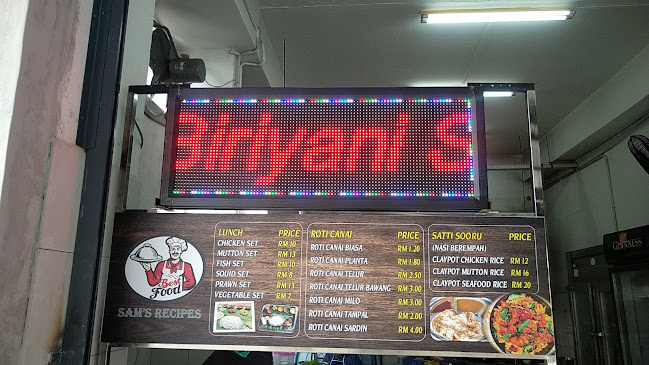 Biriyani S
GUINNESS
Best
Food
SAM'S RECIPES
LUNCH PRICE
CHICKEN SET RM 10
MUTTON SET RM 13
FISH SET RM 10
SQUID SET RM 8
PRAWN SET RM 13
VEGETABLE SET RM 7
ROTI CANAI PRICE
ROTI CANAI BIASA RM 1.20
ROTI CANAI PLANTA RM 1.80
ROTI CANAI TELUR RM 2.50
ROTI CANAI TELUR BAWANG RM 3.00
ROTI CANAI MILO RM 3.00
ROTI CANAI TAMPAL RM 2.00
ROTI CANAI SARDIN RM 4.00
SATTI SOORU PRICE
(NASI BEREMPAH)
CLAYPOT CHICKEN RICE RM 12
CLAYPOT MUTTON RICE RM 16
CLAYPOT SEAFOOD RICE RM 20